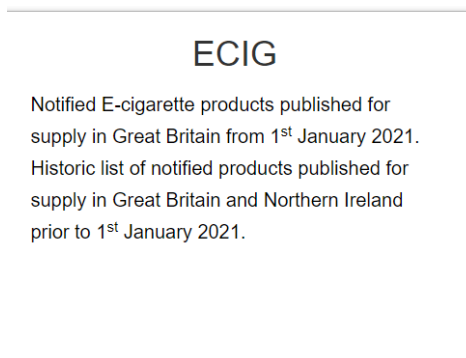 ECIG
Notified E-cigarette products published for
supply in Great Britain from 1st January 2021.
Historic list of notified products published for
supply in Great Britain and Northern Ireland
prior to 1st January 2021.